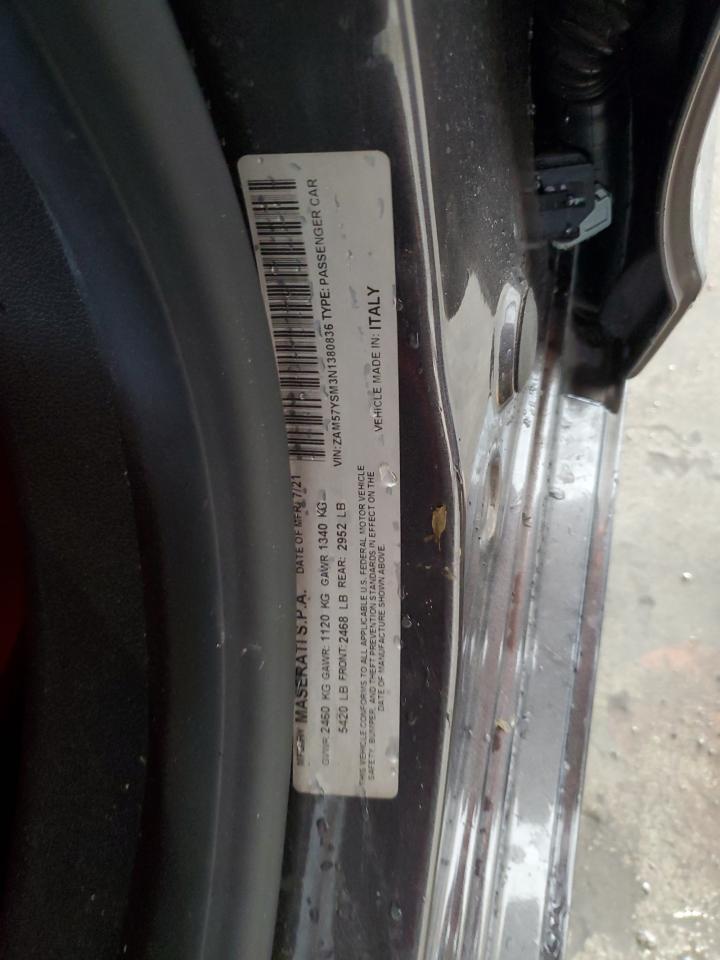 MFD BY MASERATI S.P.A. DATE OF MFR: 7/21
GVWR: 2460 KG GAWR: 1120 KG GAWR 1340 KG
5420 LB FRONT: 2468 LB REAR: 2952 LB
VIN: ZAM57YSM3N1380836 TYPE: PASSENGER CAR
THIS VEHICLE CONFORMS TO ALL APPLICABLE U.S. FEDERAL MOTOR VEHICLE
SAFETY, BUMPER, AND THEFT PREVENTION STANDARDS IN EFFECT ON THE
DATE OF MANUFACTURE SHOWN ABOVE.
VEHICLE MADE IN: ITALY